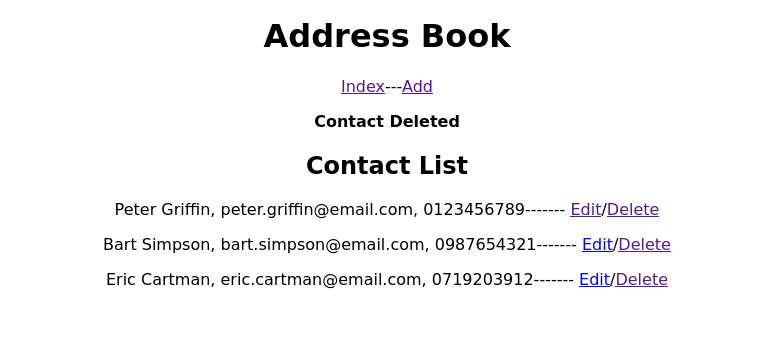 Address Book
Index---Add
Contact Deleted
Contact List
Peter Griffin, peter.griffin@email.com, 0123456789------- Edit/Delete
Bart Simpson, bart.simpson@email.com, 0987654321------- Edit/Delete
Eric Cartman, eric.cartman@email.com, 0719203912------- Edit/Delete